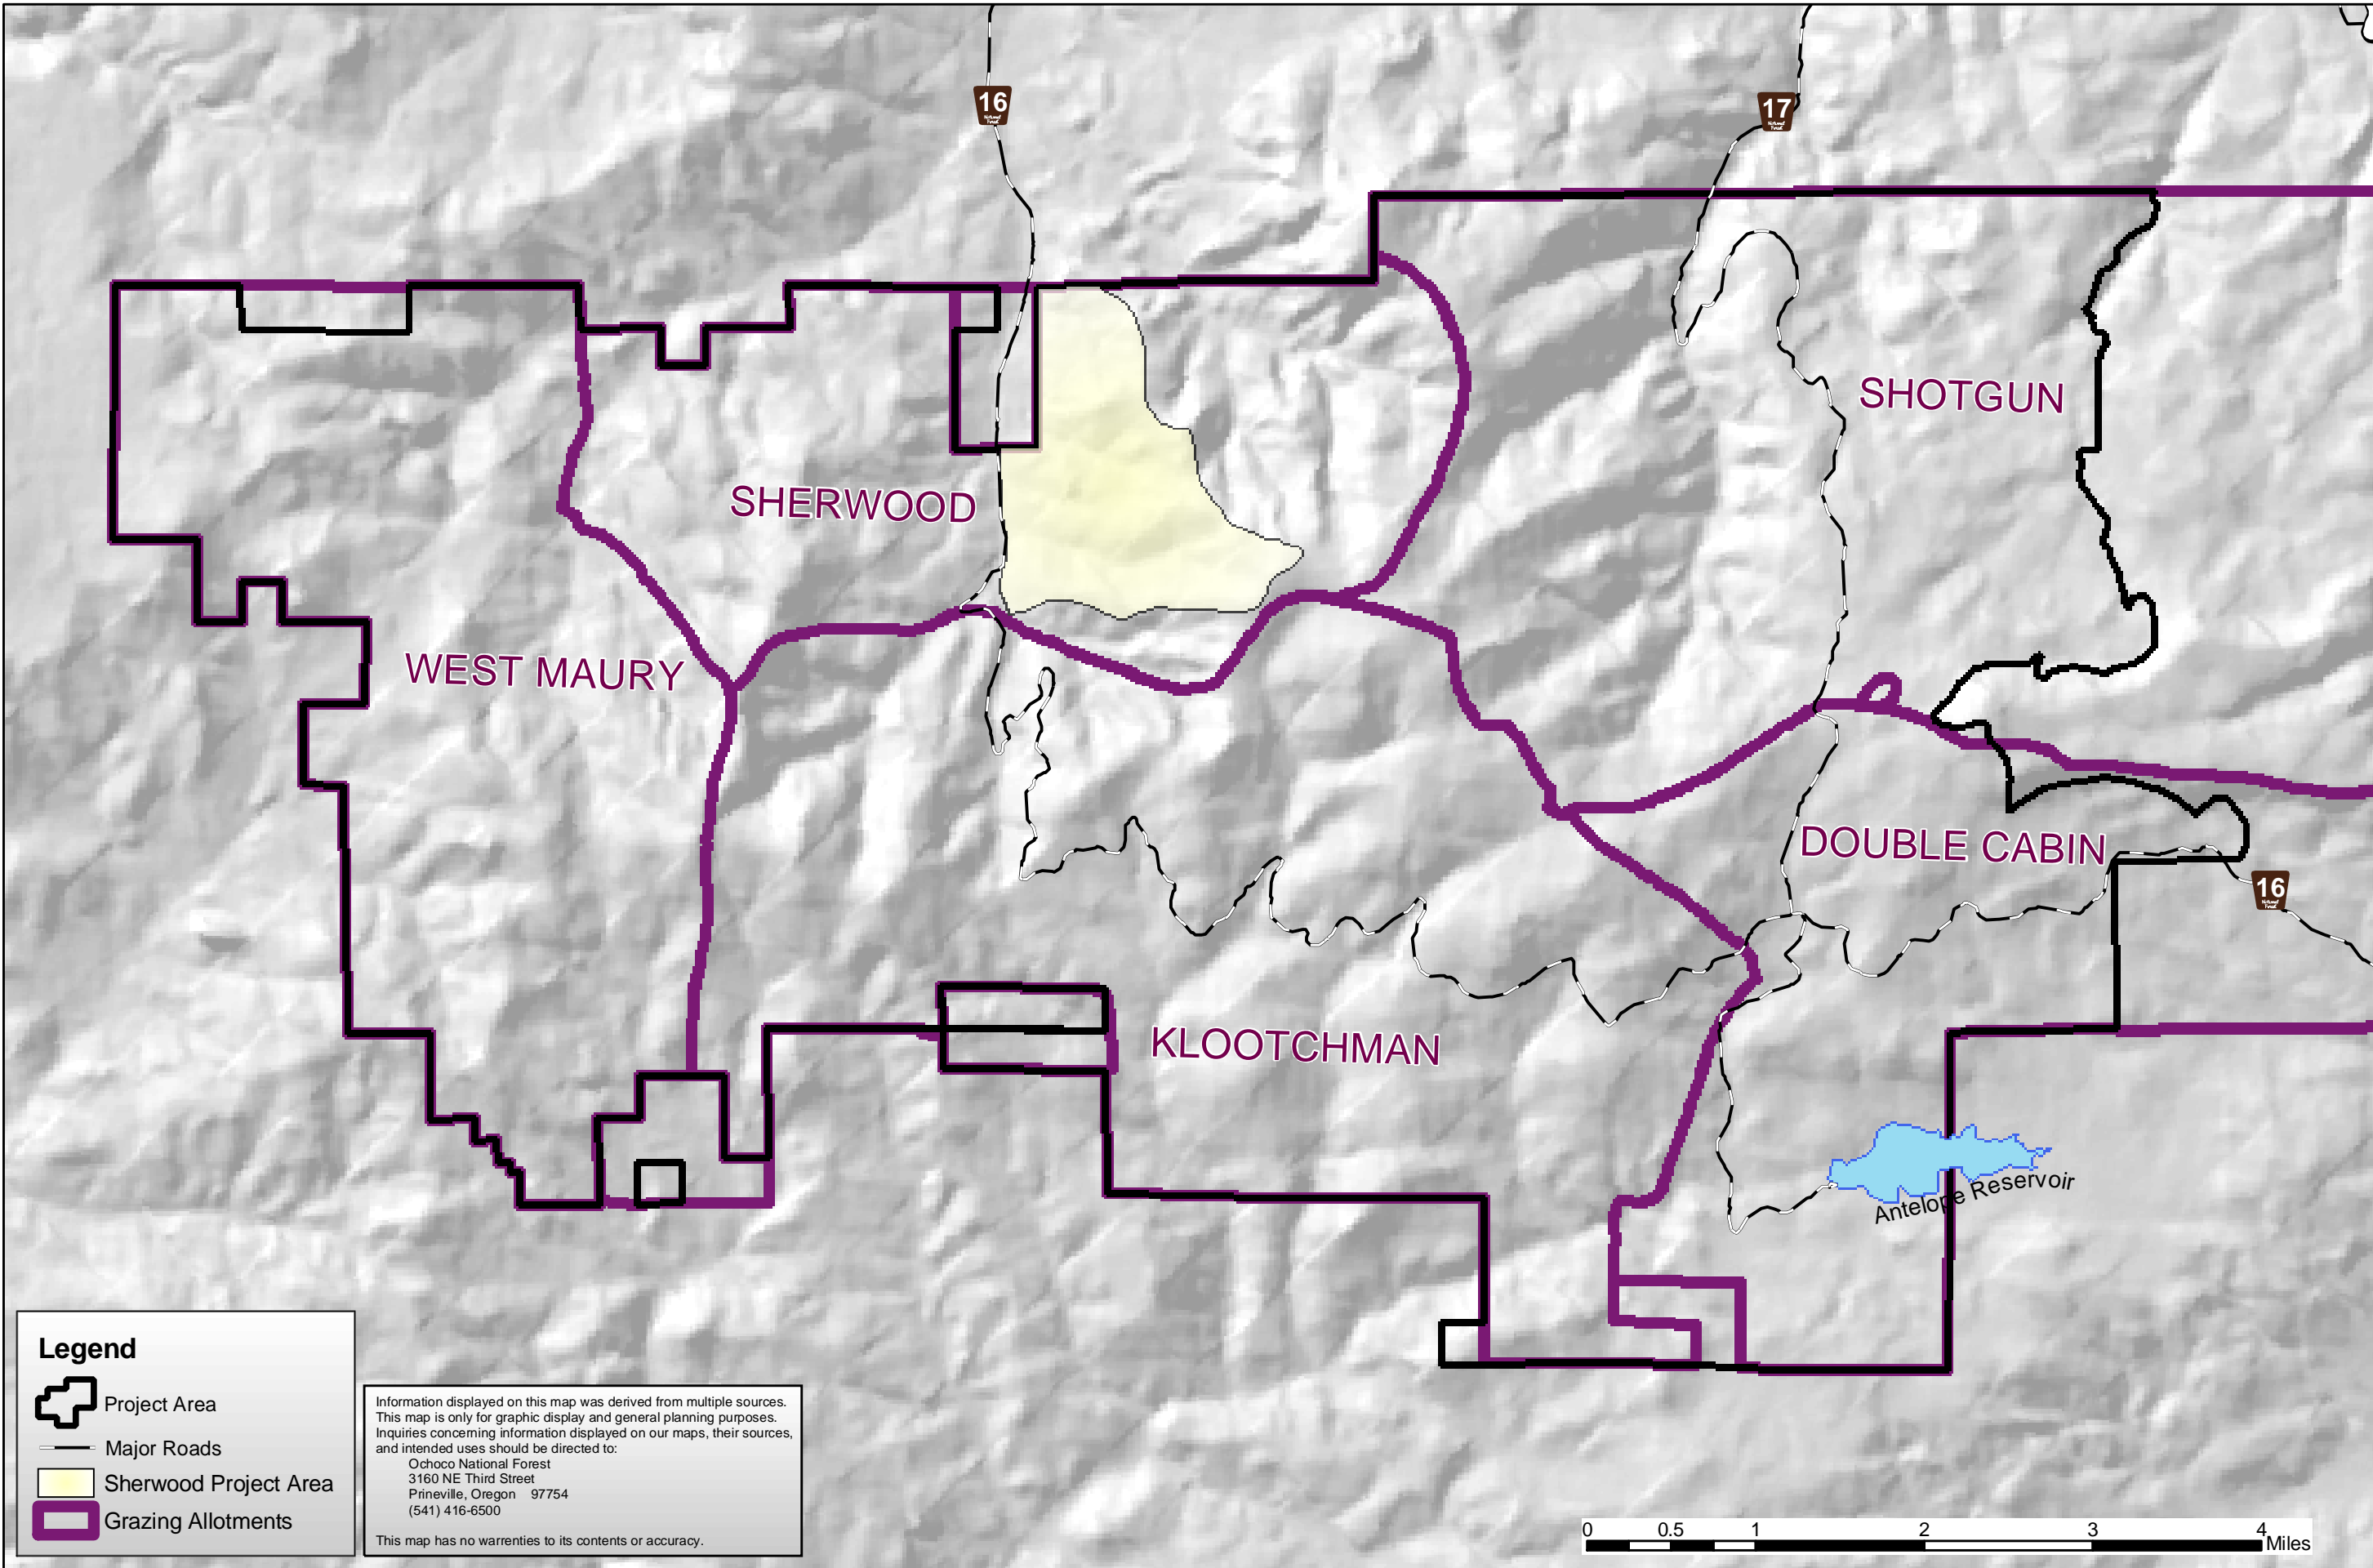 16
17
SHOTGUN
SHERWOOD
WEST MAURY
DOUBLE CABIN
16
KLOOTCHMAN
Antelope Reservoir
Legend
Project Area
Major Roads
Sherwood Project Area
Grazing Allotments
Information displayed on this map was derived from multiple sources.
This map is only for graphic display and general planning purposes.
Inquiries concerning information displayed on our maps, their sources,
and intended uses should be directed to:
Ochoco National Forest
3160 NE Third Street
Prineville, Oregon 97754
(541) 416-6500
This map has no warrenties to its contents or accuracy.
0 0.5 1 2 3 4 Miles